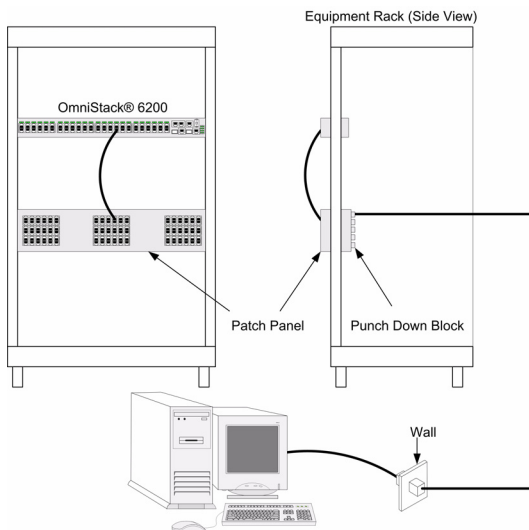 Equipment Rack (Side View)
OmniStack® 6200
Patch Panel
Punch Down Block
Wall